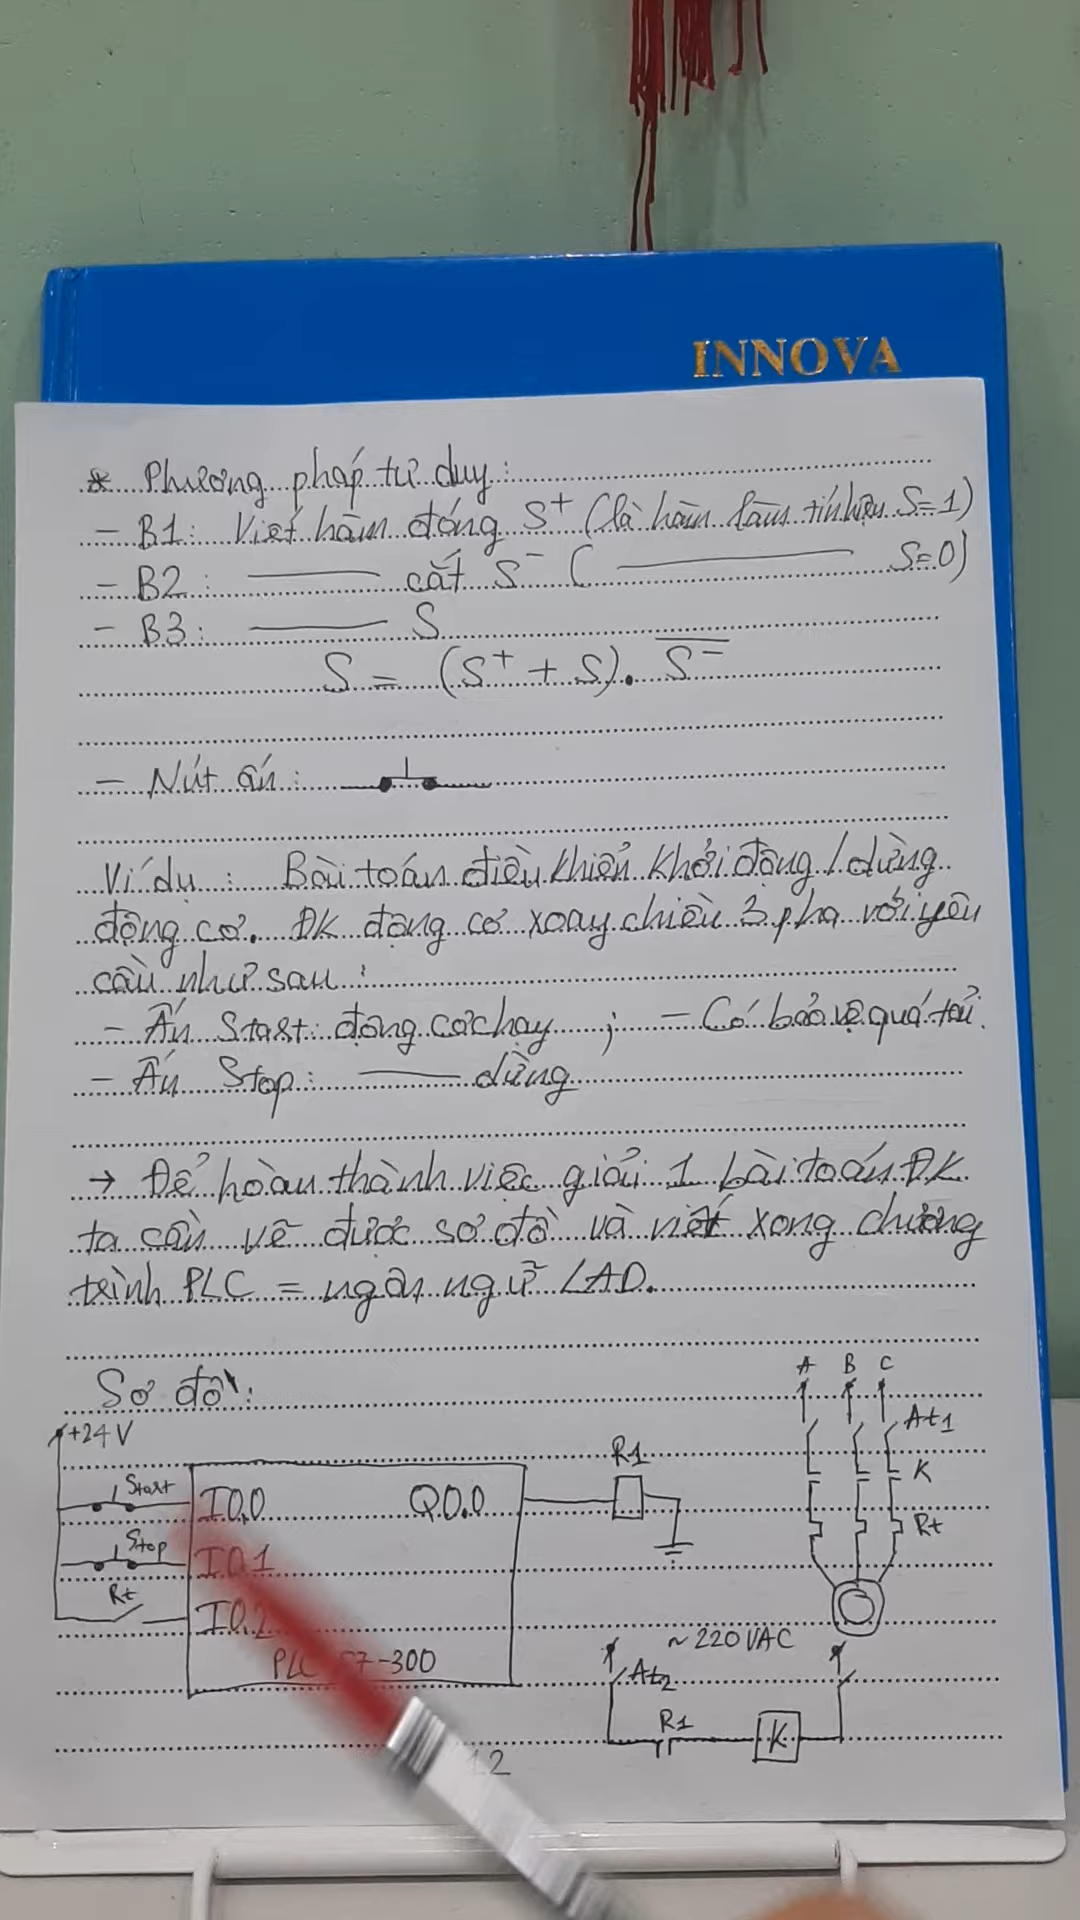 INNOVA
* Phương pháp tư duy:
- B1: Viết hàm đóng S⁺ (là hàm làm tín hiệu S=1)
- B2: ——— cắt S⁻ ( ——— S=0)
- B3: ——— S
S = (S⁺ + S). S̅⁻̅
- Nút ấn:
Ví dụ: Bài toán điều khiển khởi động / dừng
động cơ. ĐK động cơ xoay chiều 3 pha với yêu
cầu như sau:
- Ấn Start: động cơ chạy ; - Có bảo vệ quá tải.
- Ấn Stop: ——— dừng
→ Để hoàn thành việc giải 1 bài toán ĐK
ta cần vẽ được sơ đồ và viết xong chương
trình PLC = ngôn ngữ LAD.
Sơ đồ:
A B C
+24V
At1
R1
K
Start I0.0 Q0.0
Rt
Stop I0.1
Rt I0.2
~ 220VAC
PLC S7-300
At2
R1 K
12